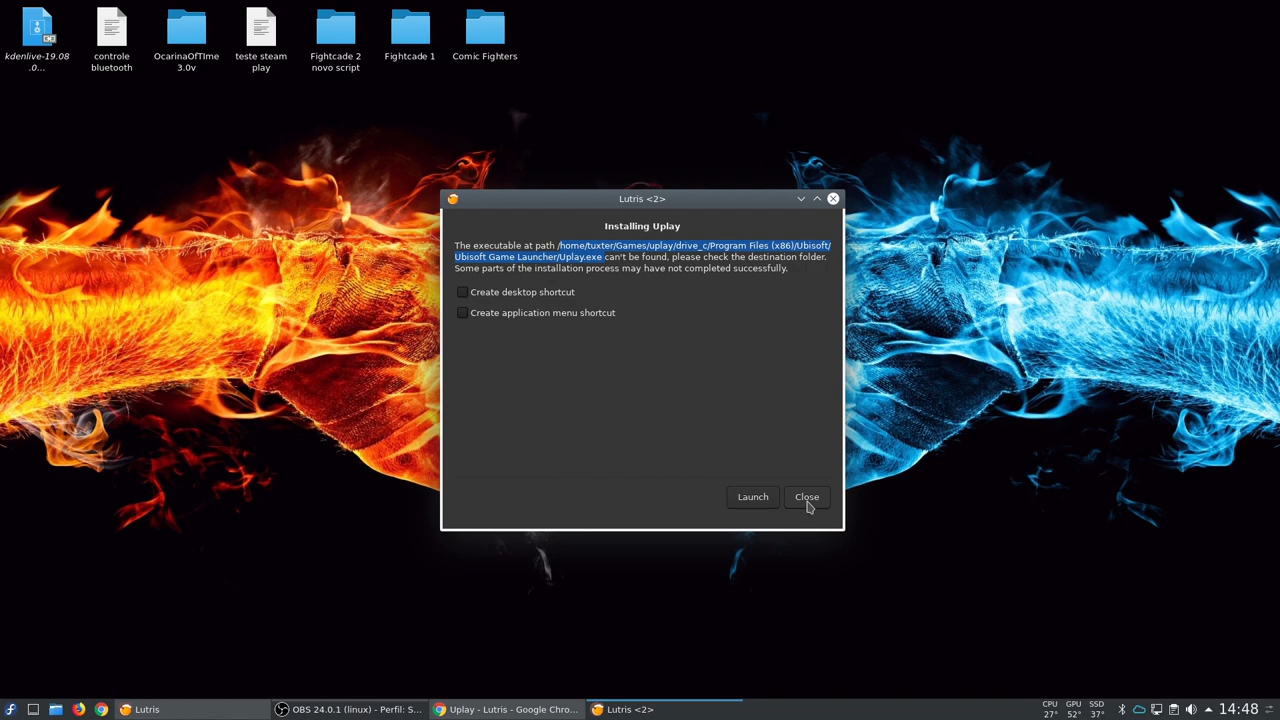 kdenlive-19.08
.0...
controle
bluetooth
OcarinaOfTIme
3.0v
teste steam
play
Fightcade 2
novo script
Fightcade 1
Comic Fighters
Lutris <2>
Installing Uplay
The executable at path /home/tuxter/Games/uplay/drive_c/Program Files (x86)/Ubisoft/
Ubisoft Game Launcher/Uplay.exe can't be found, please check the destination folder.
Some parts of the installation process may have not completed successfully.
Create desktop shortcut
Create application menu shortcut
Launch
Close
Lutris
OBS 24.0.1 (linux) - Perfil: S...
Uplay - Lutris - Google Chro...
Lutris <2>
CPU
27°
GPU
52°
SSD
37°
14:48